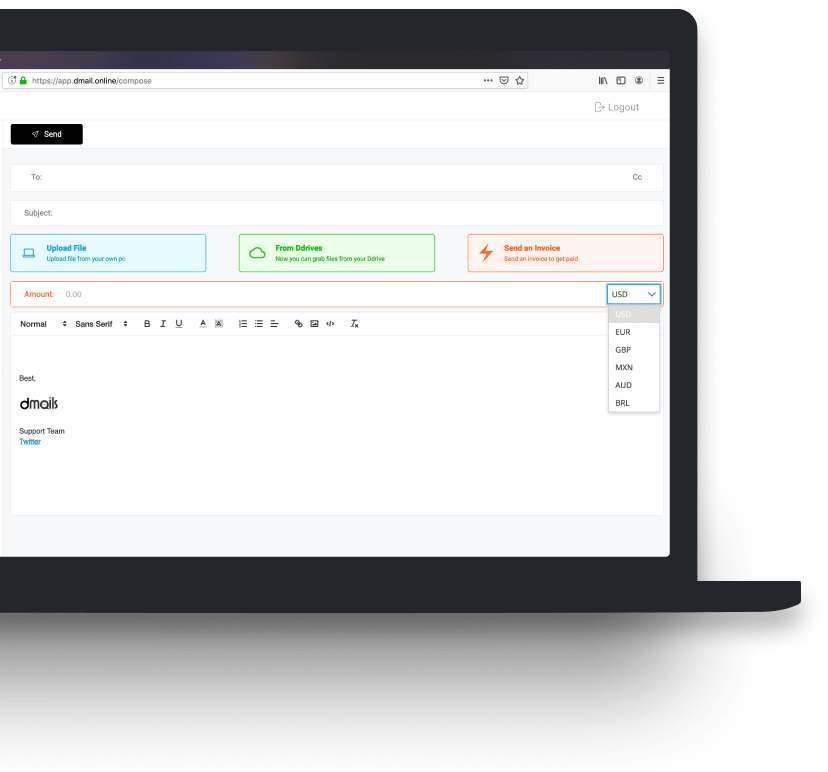 https://app.dmail.online/compose
Logout
Send
To:
Cc
Subject:
Upload File
Upload file from your own pc
From Ddrives
Now you can grab files from your Ddrive
Send an Invoice
Send an invoice to get paid
Amount: 0.00
USD
USD
EUR
GBP
MXN
AUD
BRL
Normal Sans Serif B I U A A
Best,
dmails
Support Team
Twitter